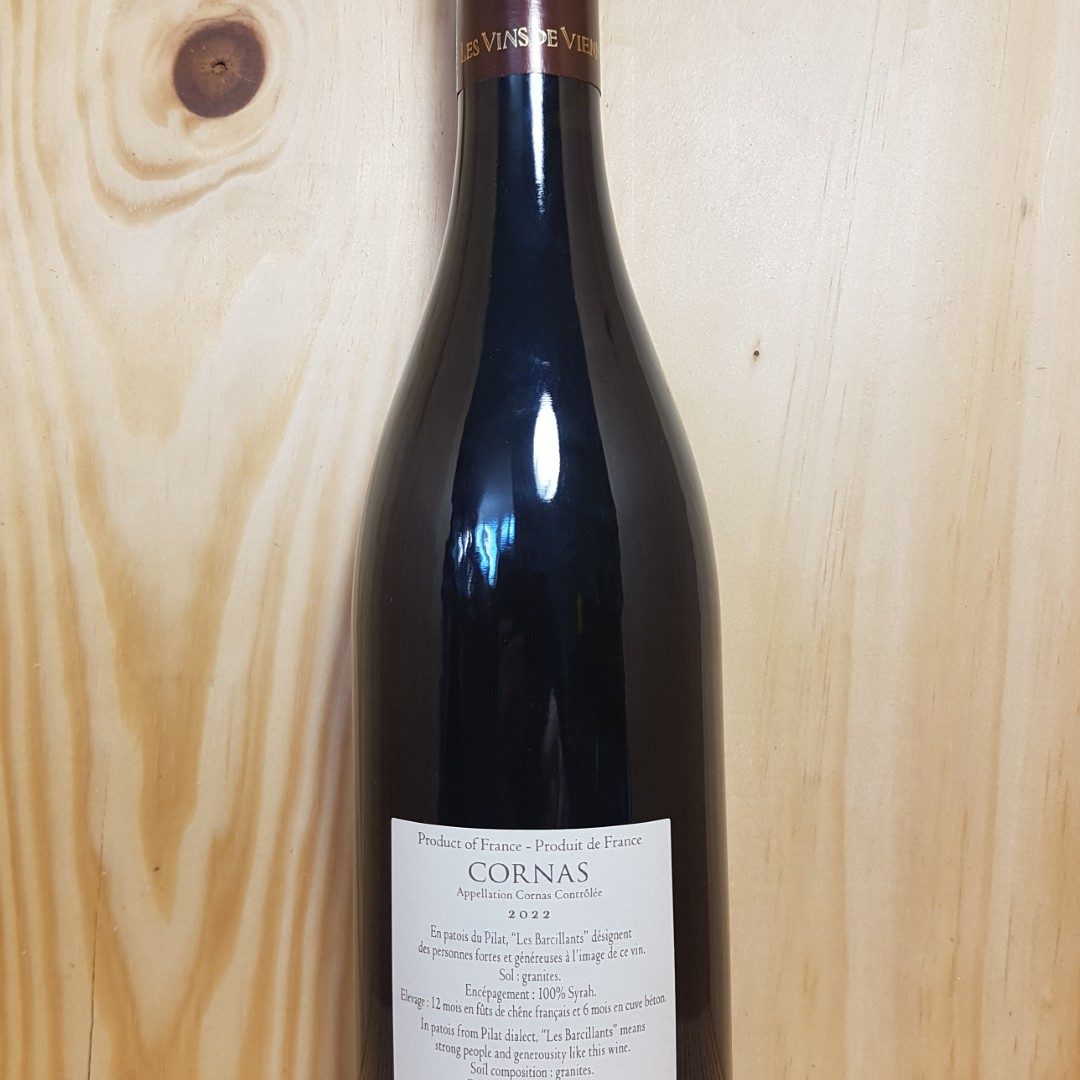 LES VINS DE VIEN
Product of France - Produit de France
CORNAS
Appellation Cornas Contrôlée
2022
En patois du Pilat, “Les Barcillants” désignent
des personnes fortes et généreuses à l'image de ce vin.
Sol : granites.
Encépagement : 100% Syrah.
Elevage : 12 mois en fûts de chêne français et 6 mois en cuve béton.
In patois from Pilat dialect, “Les Barcillants” means
strong people and generousity like this wine.
Soil composition : granites.